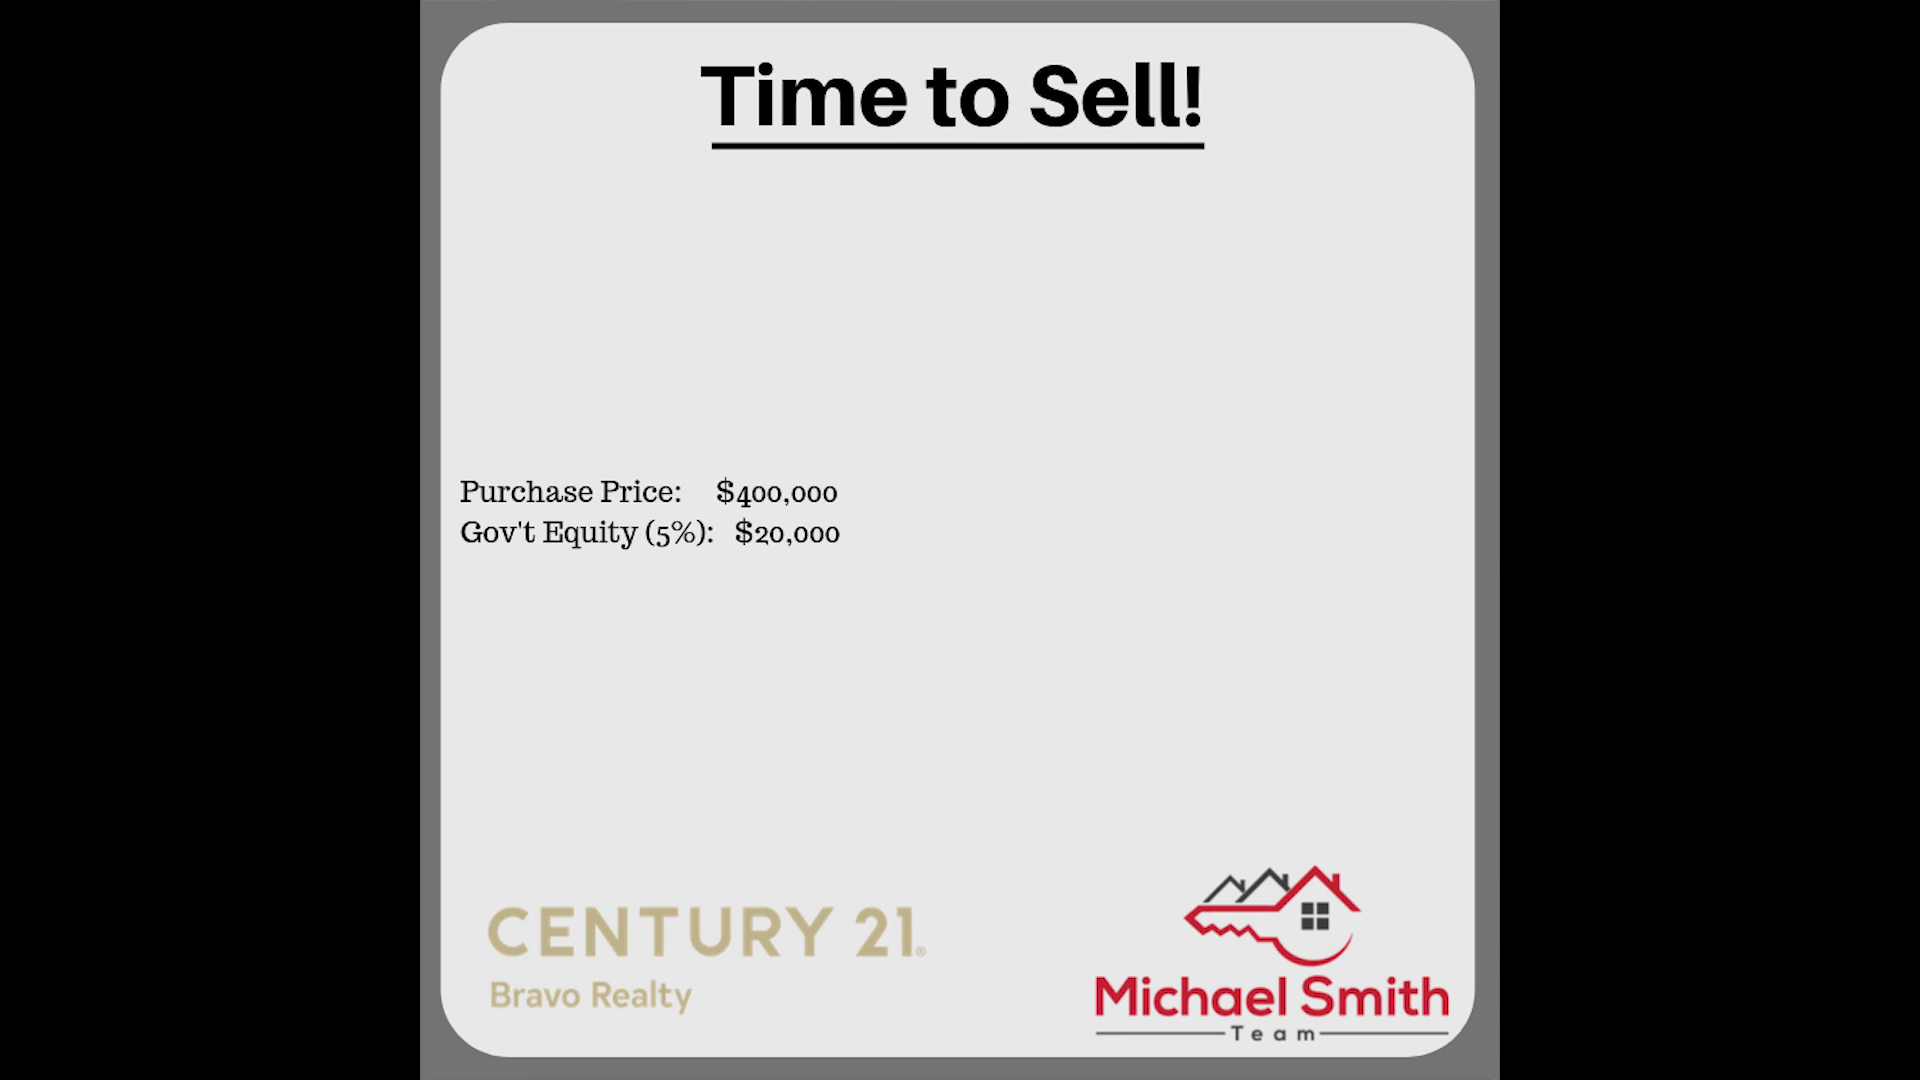 Time to Sell!
Purchase Price: $400,000
Gov't Equity (5%): $20,000
CENTURY 21®
Bravo Realty
Michael Smith
Team